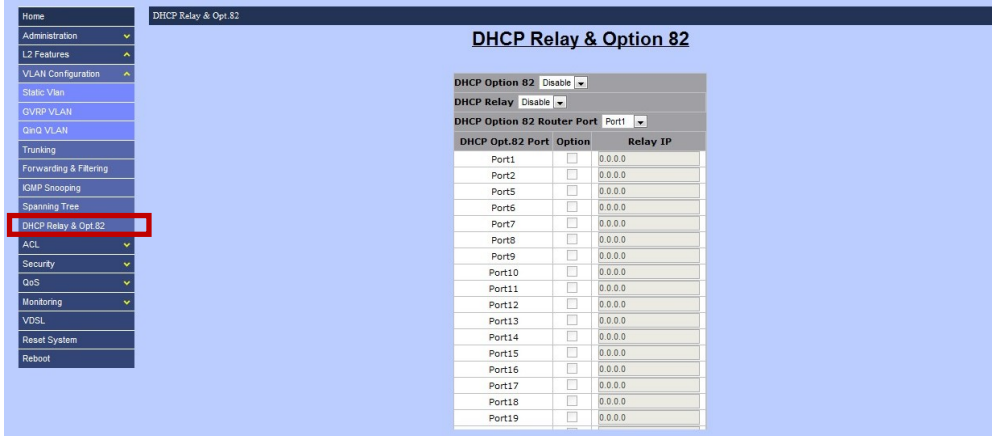 Home
Administration
L2 Features
VLAN Configuration
Static Vlan
GVRP VLAN
QinQ VLAN
Trunking
Forwarding & Filtering
IGMP Snooping
Spanning Tree
DHCP Relay & Opt.82
ACL
Security
QoS
Monitoring
VDSL
Reset System
Reboot
DHCP Relay & Opt.82
DHCP Relay & Option 82
DHCP Option 82 Disable
DHCP Relay Disable
DHCP Option 82 Router Port Port1
DHCP Opt.82 Port Option Relay IP
Port1 0.0.0.0
Port2 0.0.0.0
Port5 0.0.0.0
Port6 0.0.0.0
Port7 0.0.0.0
Port8 0.0.0.0
Port9 0.0.0.0
Port10 0.0.0.0
Port11 0.0.0.0
Port12 0.0.0.0
Port13 0.0.0.0
Port14 0.0.0.0
Port15 0.0.0.0
Port16 0.0.0.0
Port17 0.0.0.0
Port18 0.0.0.0
Port19 0.0.0.0